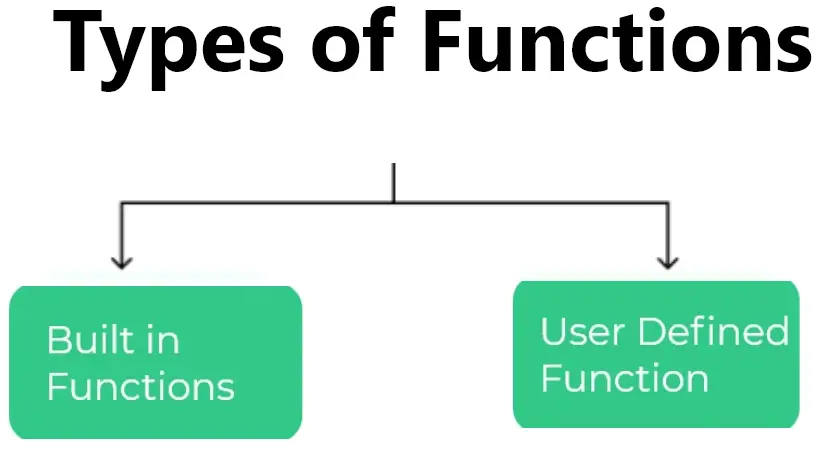 Types of Functions
Built in
Functions
User Defined
Function